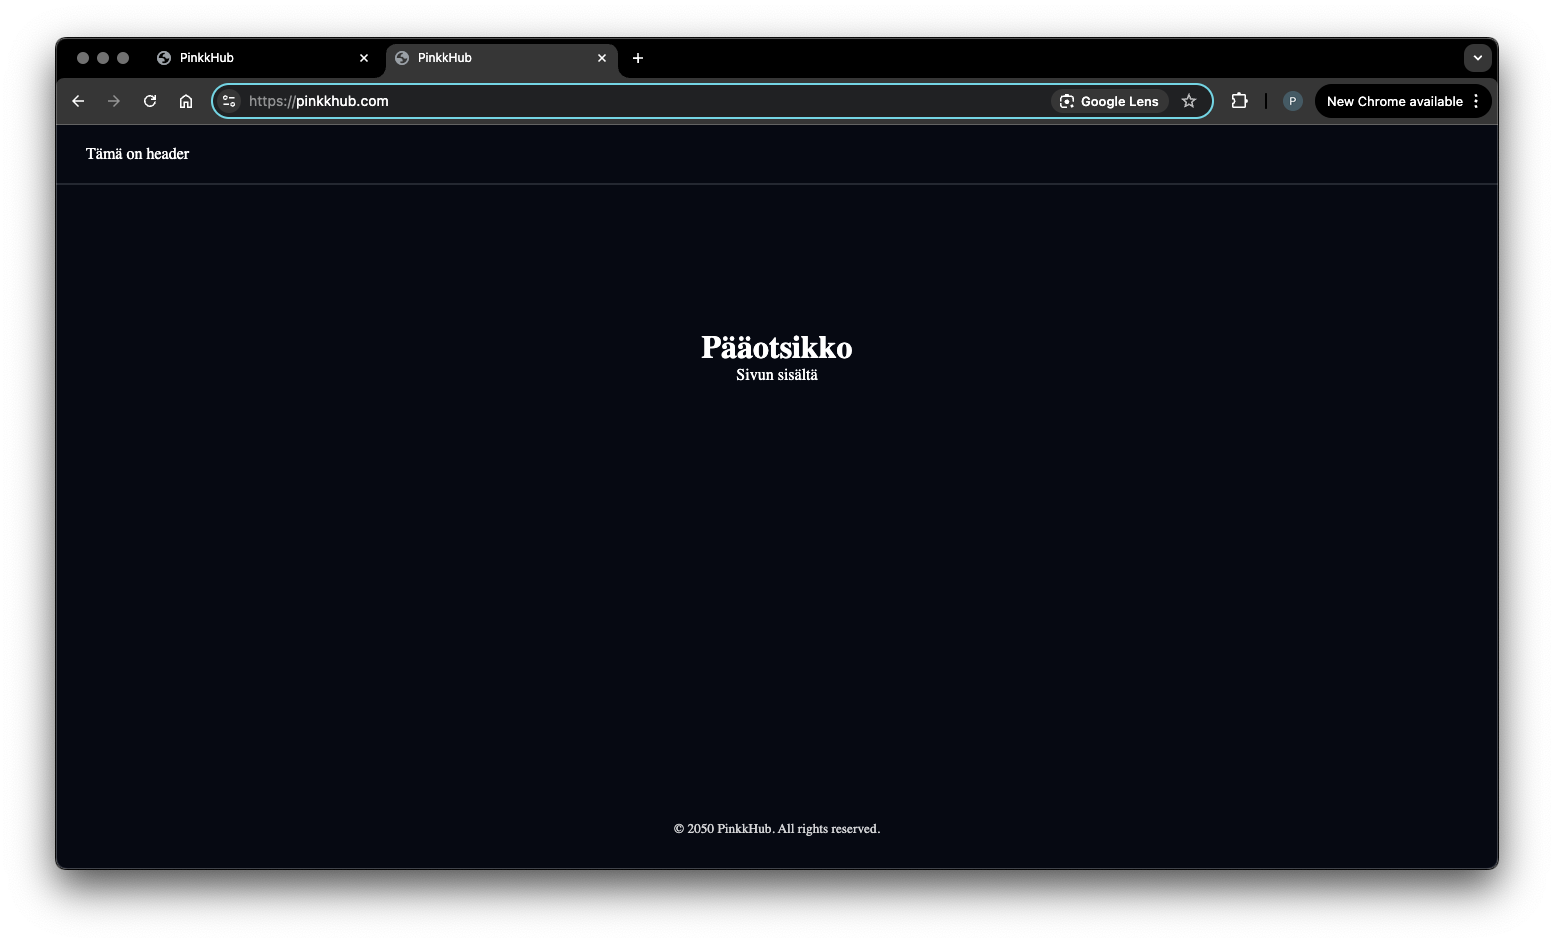 PinkkHub
PinkkHub
https://pinkkhub.com
Google Lens
P
New Chrome available
Tämä on header
Pääotsikko
Sivun sisältä
© 2050 PinkkHub. All rights reserved.